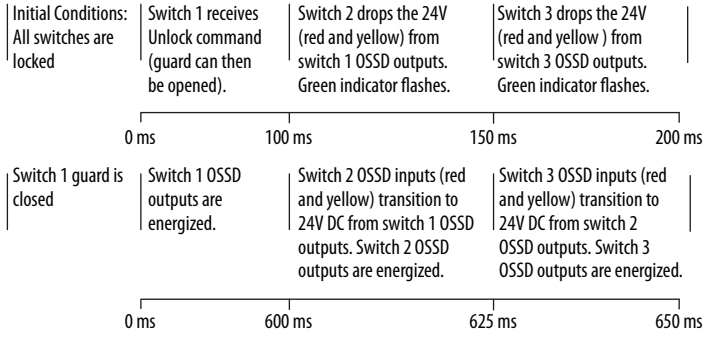 Initial Conditions:
All switches are
locked
Switch 1 receives
Unlock command
(guard can then
be opened).
Switch 2 drops the 24V
(red and yellow) from
switch 1 OSSD outputs.
Green indicator flashes.
Switch 3 drops the 24V
(red and yellow ) from
switch 3 OSSD outputs.
Green indicator flashes.
0 ms
100 ms
150 ms
200 ms
Switch 1 guard is
closed
Switch 1 OSSD
outputs are
energized.
Switch 2 OSSD inputs (red
and yellow) transition to
24V DC from switch 1 OSSD
outputs. Switch 2 OSSD
outputs are energized.
Switch 3 OSSD inputs (red
and yellow) transition to
24V DC from switch 2
OSSD outputs. Switch 3
OSSD outputs are energized.
0 ms
600 ms
625 ms
650 ms